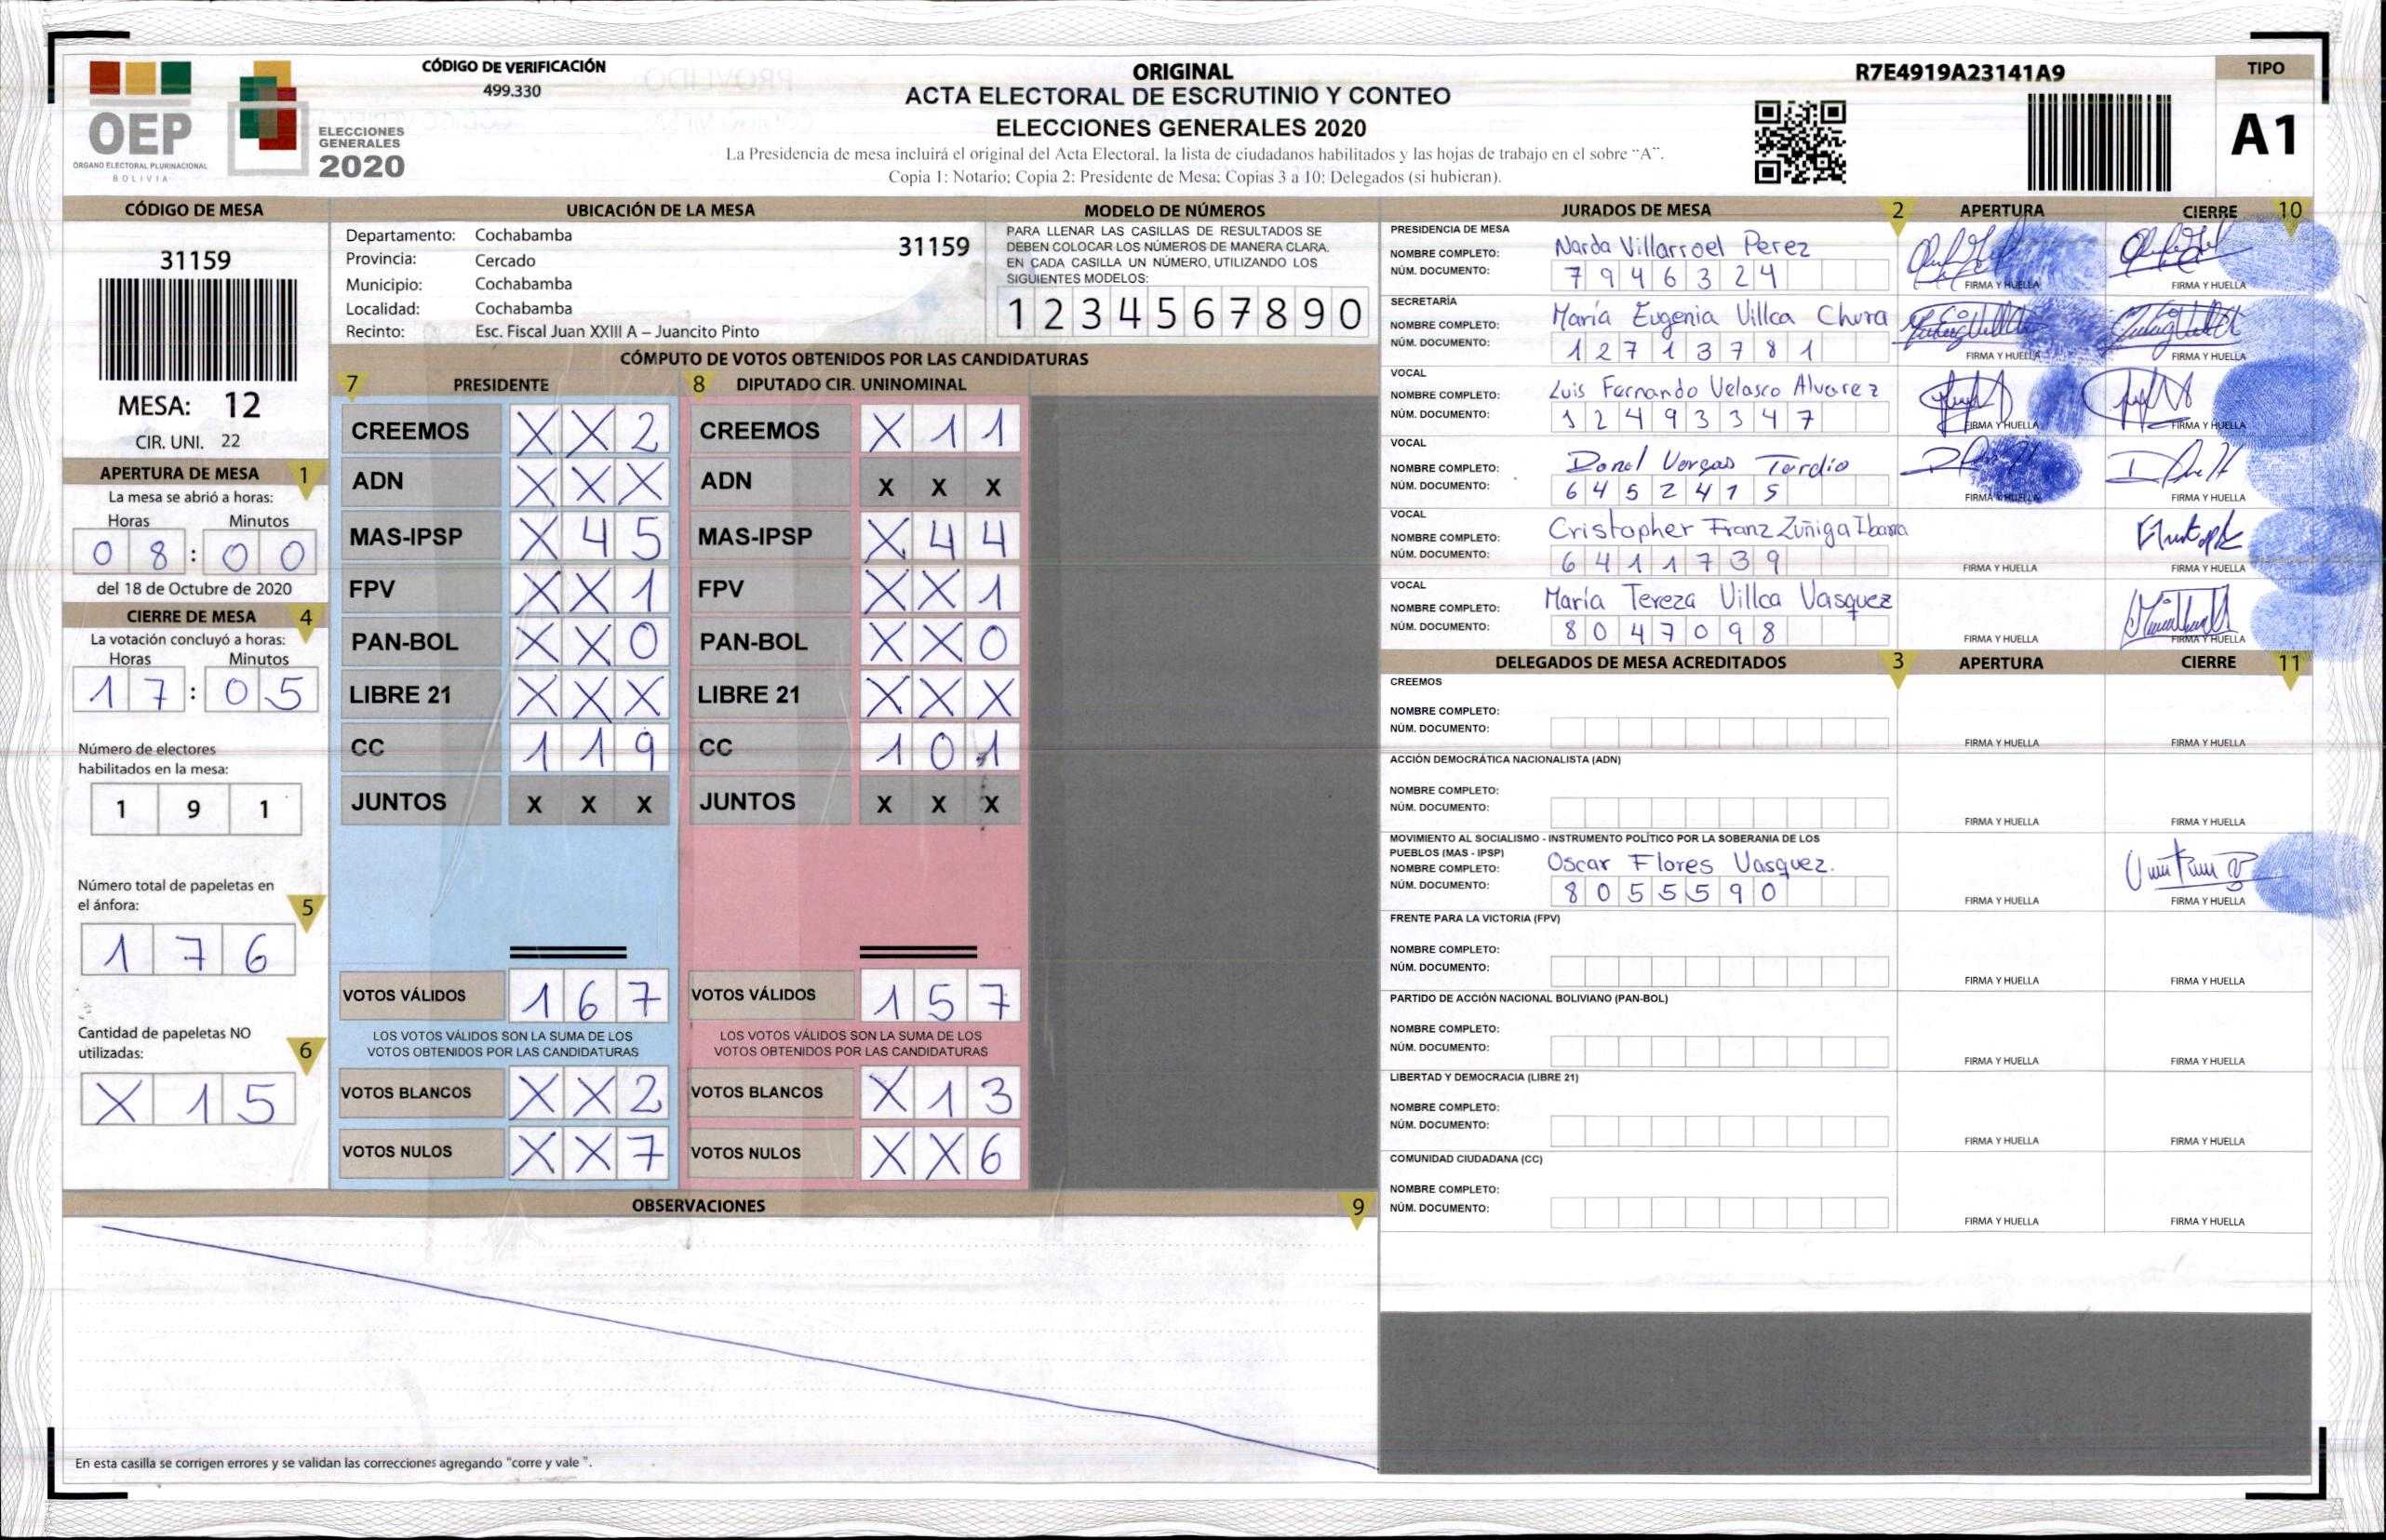 CÓDIGO DE VERIFICACIÓN
499.330
ORIGINAL
ACTA ELECTORAL DE ESCRUTINIO Y CONTEO
ELECCIONES GENERALES 2020
La Presidencia de mesa incluirá el original del Acta Electoral, la lista de ciudadanos habilitados y las hojas de trabajo en el sobre "A".
Copia 1: Notario; Copia 2: Presidente de Mesa; Copias 3 a 10: Delegados (si hubieran).
R7E4919A23141A9
TIPO
A1
OEP
ÓRGANO ELECTORAL PLURINACIONAL
BOLIVIA
ELECCIONES
GENERALES
2020
CÓDIGO DE MESA
31159
MESA: 12
CIR. UNI. 22
APERTURA DE MESA 1
La mesa se abrió a horas:
Horas Minutos
0 8 : 0 0
del 18 de Octubre de 2020
CIERRE DE MESA 4
La votación concluyó a horas:
Horas Minutos
1 7 : 0 5
Número de electores
habilitados en la mesa:
1 9 1
Número total de papeletas en
el ánfora: 5
1 7 6
Cantidad de papeletas NO
utilizadas: 6
X 1 5
UBICACIÓN DE LA MESA
Departamento: Cochabamba
31159
Provincia: Cercado
Municipio: Cochabamba
Localidad: Cochabamba
Recinto: Esc. Fiscal Juan XXIII A – Juancito Pinto
MODELO DE NÚMEROS
PARA LLENAR LAS CASILLAS DE RESULTADOS SE
DEBEN COLOCAR LOS NÚMEROS DE MANERA CLARA.
EN CADA CASILLA UN NÚMERO, UTILIZANDO LOS
SIGUIENTES MODELOS:
1 2 3 4 5 6 7 8 9 0
CÓMPUTO DE VOTOS OBTENIDOS POR LAS CANDIDATURAS
7 PRESIDENTE
CREEMOS X X 2
ADN X X X
MAS-IPSP X 4 5
FPV X X 1
PAN-BOL X X 0
LIBRE 21 X X X
CC 1 1 9
JUNTOS X X X
VOTOS VÁLIDOS 1 6 7
LOS VOTOS VÁLIDOS SON LA SUMA DE LOS
VOTOS OBTENIDOS POR LAS CANDIDATURAS
VOTOS BLANCOS X X 2
VOTOS NULOS X X 7
8 DIPUTADO CIR. UNINOMINAL
CREEMOS X 1 1
ADN X X X
MAS-IPSP X 4 4
FPV X X 1
PAN-BOL X X 0
LIBRE 21 X X X
CC 1 0 1
JUNTOS X X X
VOTOS VÁLIDOS 1 5 7
LOS VOTOS VÁLIDOS SON LA SUMA DE LOS
VOTOS OBTENIDOS POR LAS CANDIDATURAS
VOTOS BLANCOS X 1 3
VOTOS NULOS X X 6
OBSERVACIONES 9
En esta casilla se corrigen errores y se validan las correcciones agregando "corre y vale ".
JURADOS DE MESA 2 APERTURA CIERRE 10
PRESIDENCIA DE MESA
NOMBRE COMPLETO: Narda Villarroel Perez
NÚM. DOCUMENTO: 7 9 4 6 3 2 4
FIRMA Y HUELLA FIRMA Y HUELLA
SECRETARÍA
NOMBRE COMPLETO: María Eugenia Villca Chura
NÚM. DOCUMENTO: 1 2 7 1 3 7 8 1
FIRMA Y HUELLA FIRMA Y HUELLA
VOCAL
NOMBRE COMPLETO: Luis Fernando Velasco Alvarez
NÚM. DOCUMENTO: 1 2 4 9 3 3 4 7
FIRMA Y HUELLA FIRMA Y HUELLA
VOCAL
NOMBRE COMPLETO: Donal Vargas Tardio
NÚM. DOCUMENTO: 6 4 5 2 4 1 5
FIRMA Y HUELLA FIRMA Y HUELLA
VOCAL
NOMBRE COMPLETO: Cristopher Franz Zúñiga Ibarra
NÚM. DOCUMENTO: 6 4 1 1 7 3 9
FIRMA Y HUELLA FIRMA Y HUELLA
VOCAL
NOMBRE COMPLETO: María Tereza Villca Vasquez
NÚM. DOCUMENTO: 8 0 4 7 0 9 8
FIRMA Y HUELLA FIRMA Y HUELLA
DELEGADOS DE MESA ACREDITADOS 3 APERTURA CIERRE 11
CREEMOS
NOMBRE COMPLETO:
NÚM. DOCUMENTO:
FIRMA Y HUELLA FIRMA Y HUELLA
ACCIÓN DEMOCRÁTICA NACIONALISTA (ADN)
NOMBRE COMPLETO:
NÚM. DOCUMENTO:
FIRMA Y HUELLA FIRMA Y HUELLA
MOVIMIENTO AL SOCIALISMO - INSTRUMENTO POLÍTICO POR LA SOBERANIA DE LOS
PUEBLOS (MAS - IPSP)
NOMBRE COMPLETO: Oscar Flores Vasquez.
NÚM. DOCUMENTO: 8 0 5 5 5 9 0
FIRMA Y HUELLA FIRMA Y HUELLA
FRENTE PARA LA VICTORIA (FPV)
NOMBRE COMPLETO:
NÚM. DOCUMENTO:
FIRMA Y HUELLA FIRMA Y HUELLA
PARTIDO DE ACCIÓN NACIONAL BOLIVIANO (PAN-BOL)
NOMBRE COMPLETO:
NÚM. DOCUMENTO:
FIRMA Y HUELLA FIRMA Y HUELLA
LIBERTAD Y DEMOCRACIA (LIBRE 21)
NOMBRE COMPLETO:
NÚM. DOCUMENTO:
FIRMA Y HUELLA FIRMA Y HUELLA
COMUNIDAD CIUDADANA (CC)
NOMBRE COMPLETO:
NÚM. DOCUMENTO:
FIRMA Y HUELLA FIRMA Y HUELLA